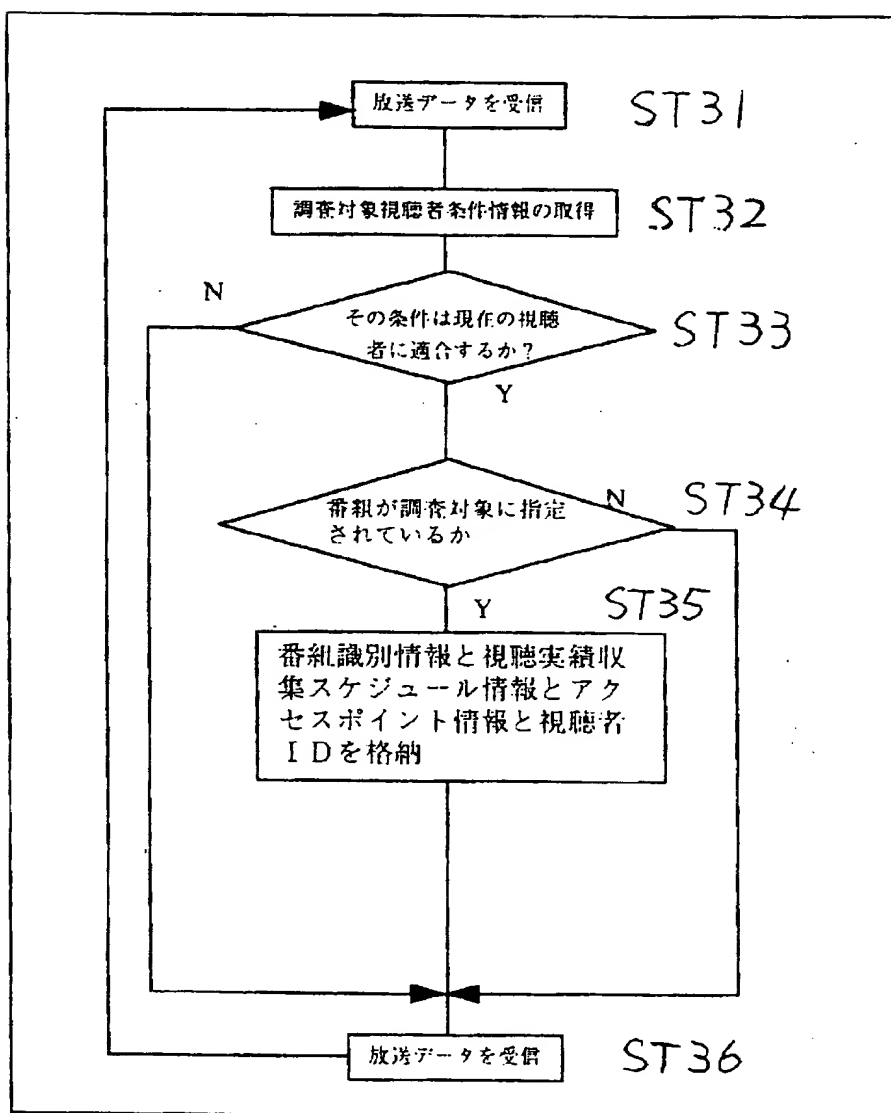 放送データを受信 ST31
調査対象視聴者条件情報の取得 ST32
N
その条件は現在の視聴
者に適合するか?
ST33
Y
番組が調査対象に指定
されているか
N
ST34
Y
ST35
番組識別情報と視聴実績収
集スケジュール情報とアク
セスポイント情報と視聴者
IDを格納
放送データを受信 ST36